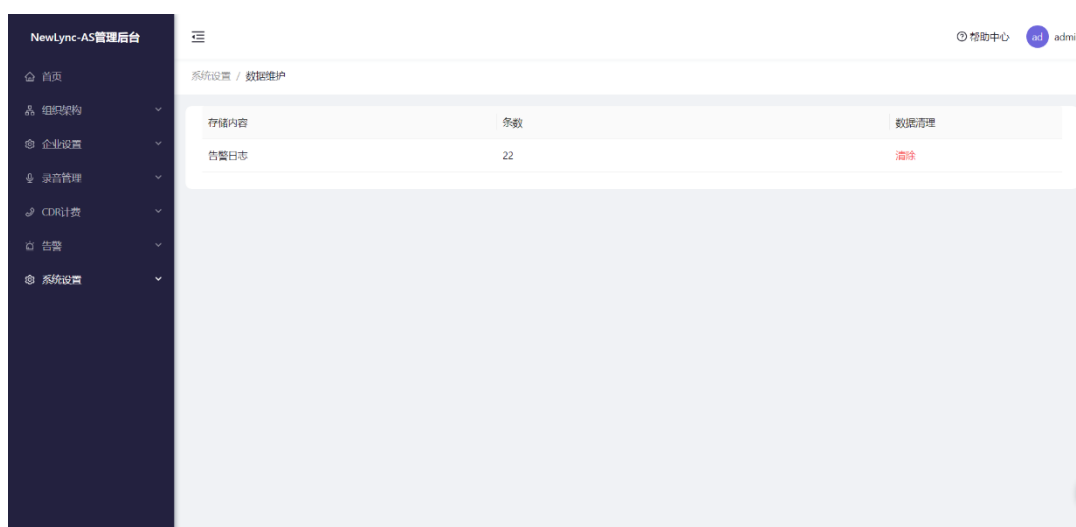 NewLync-AS管理后台
帮助中心
ad
admi
首页
系统设置 / 数据维护
组织架构
企业设置
录音管理
CDR计费
告警
系统设置
存储内容 条数 数据清理
告警日志 22 清除